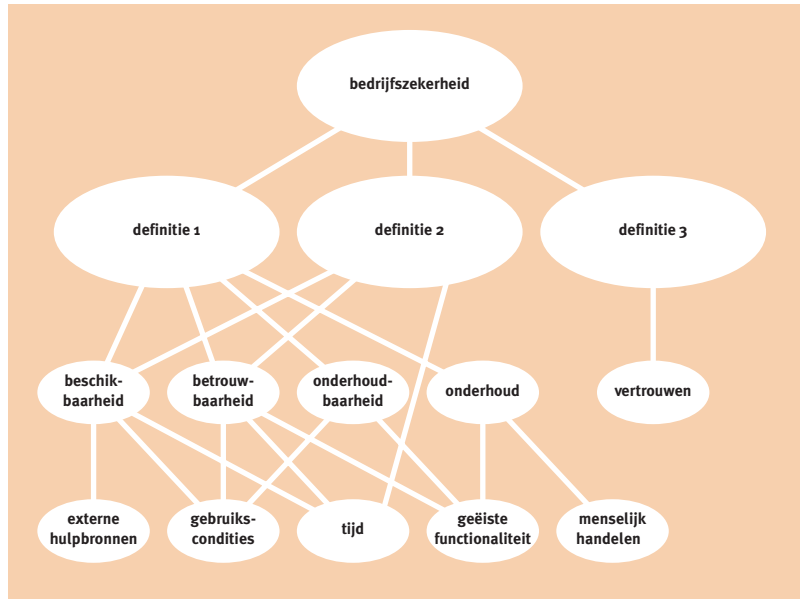 bedrijfszekerheid
definitie 1
definitie 2
definitie 3
beschik-
baarheid
betrouw-
baarheid
onderhoud-
baarheid
onderhoud
vertrouwen
externe
hulpbronnen
gebruiks-
condities
tijd
geëiste
functionaliteit
menselijk
handelen